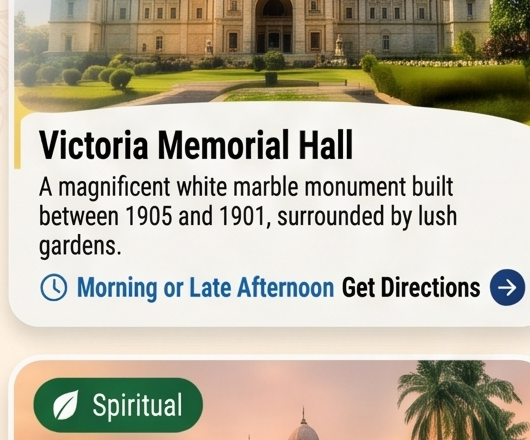 Victoria Memorial Hall
A magnificent white marble monument built
between 1905 and 1901, surrounded by lush
gardens.
Morning or Late Afternoon Get Directions
Spiritual